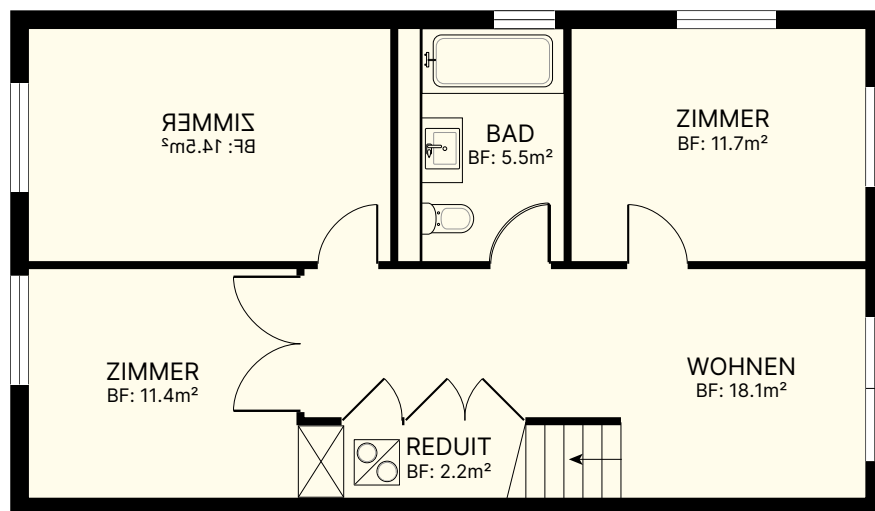 ZIMMER
BF: 14.5m²
BAD
BF: 5.5m²
ZIMMER
BF: 11.7m²
ZIMMER
BF: 11.4m²
WOHNEN
BF: 18.1m²
REDUIT
BF: 2.2m²